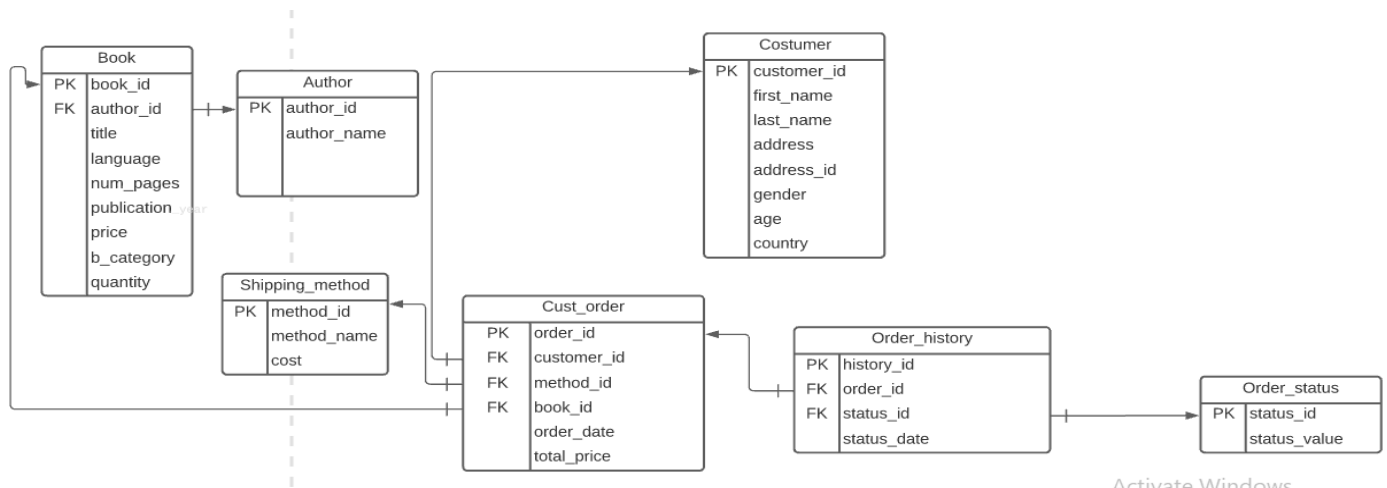 Book
PK book_id
FK author_id
title
language
num_pages
publication_year
price
b_category
quantity
Author
PK author_id
author_name
Costumer
PK customer_id
first_name
last_name
address
address_id
gender
age
country
Shipping_method
PK method_id
method_name
cost
Cust_order
PK order_id
FK customer_id
FK method_id
FK book_id
order_date
total_price
Order_history
PK history_id
FK order_id
FK status_id
status_date
Order_status
PK status_id
status_value
Activate Windows